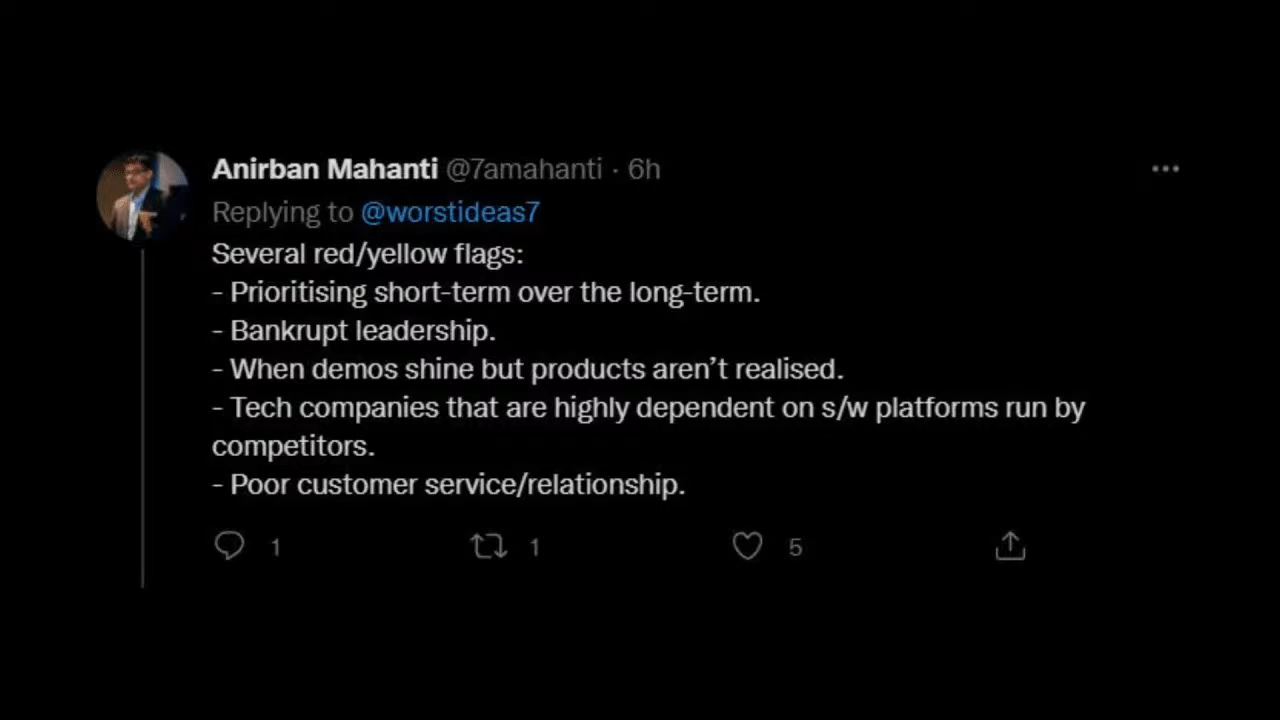 Anirban Mahanti @7amahanti · 6h
Replying to @worstideas7
Several red/yellow flags:
- Prioritising short-term over the long-term.
- Bankrupt leadership.
- When demos shine but products aren’t realised.
- Tech companies that are highly dependent on s/w platforms run by
competitors.
- Poor customer service/relationship.
1 1 5